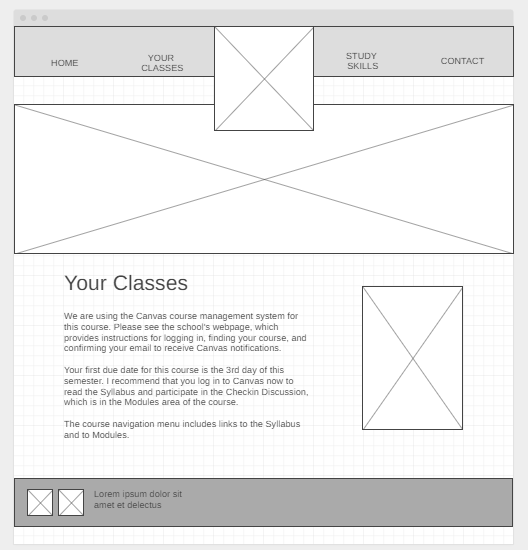 HOME
YOUR
CLASSES
STUDY
SKILLS
CONTACT
Your Classes
We are using the Canvas course management system for
this course. Please see the school's webpage, which
provides instructions for logging in, finding your course, and
confirming your email to receive Canvas notifications.
Your first due date for this course is the 3rd day of this
semester. I recommend that you log in to Canvas now to
read the Syllabus and participate in the Checkin Discussion,
which is in the Modules area of the course.
The course navigation menu includes links to the Syllabus
and to Modules.
Lorem ipsum dolor sit
amet et delectus